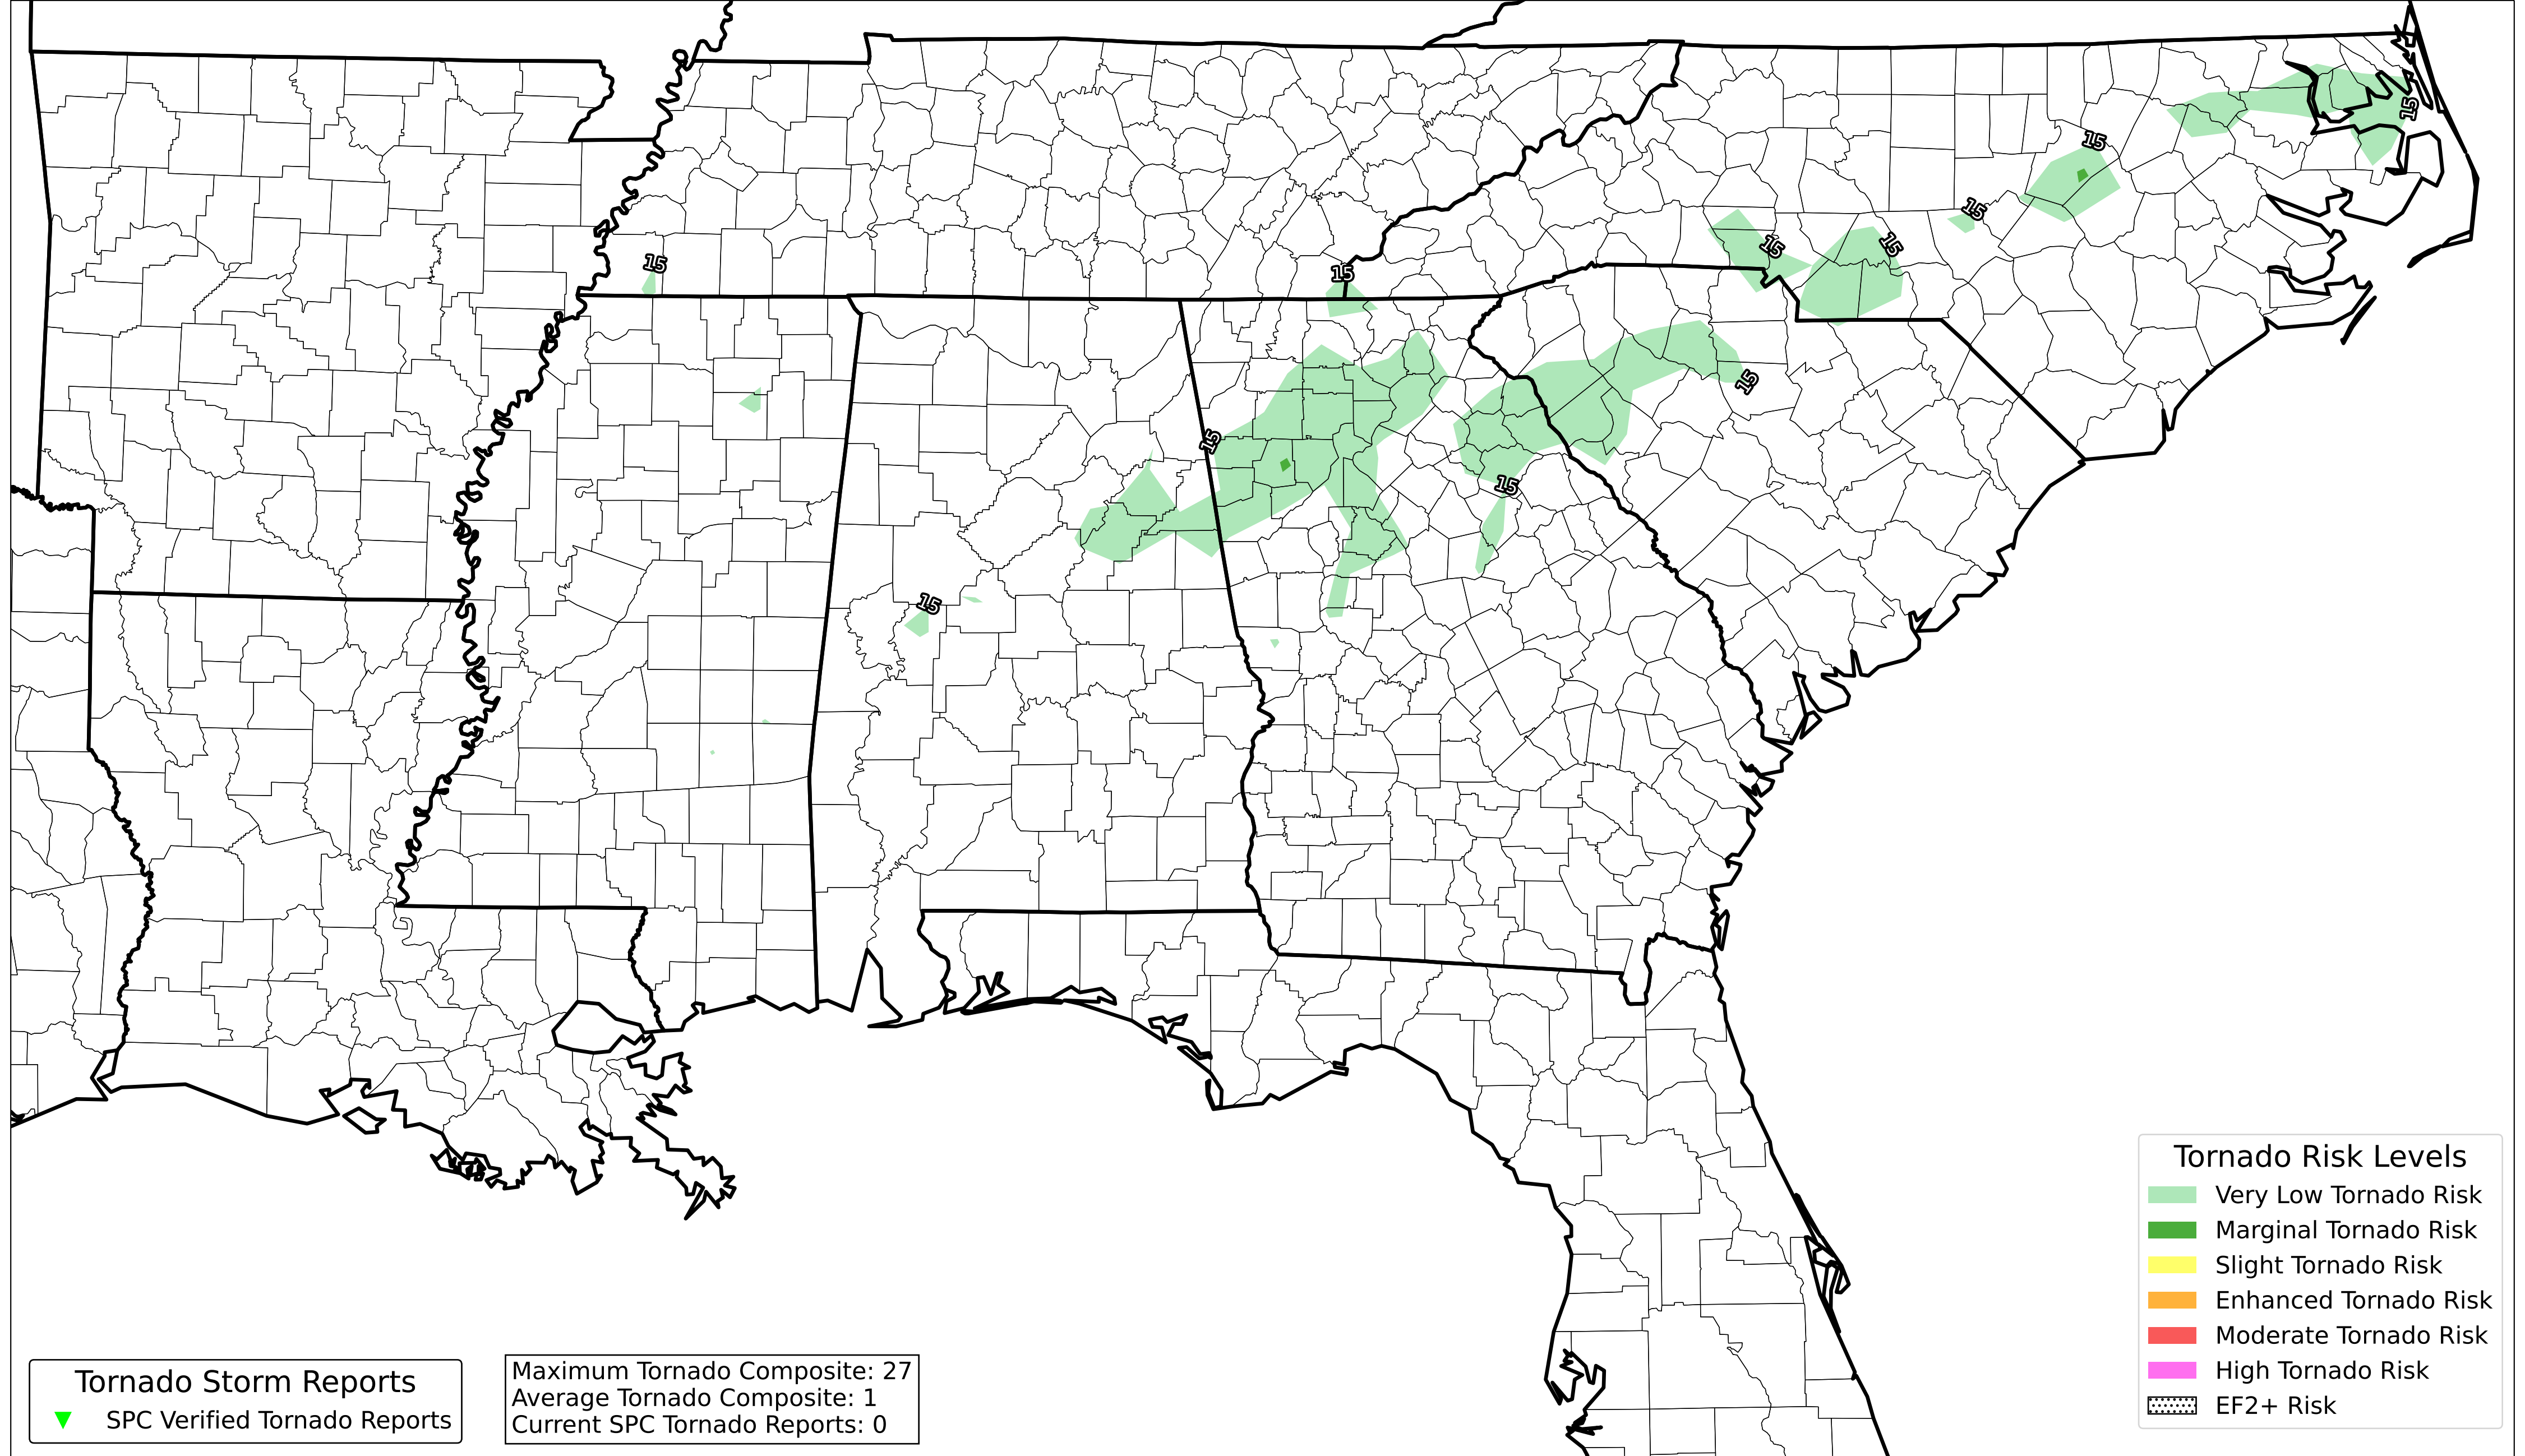 15
15
15
15
15
15
15
15
15
15
15
Tornado Risk Levels
Very Low Tornado Risk
Marginal Tornado Risk
Slight Tornado Risk
Enhanced Tornado Risk
Moderate Tornado Risk
High Tornado Risk
EF2+ Risk
Tornado Storm Reports
SPC Verified Tornado Reports
Maximum Tornado Composite: 27
Average Tornado Composite: 1
Current SPC Tornado Reports: 0